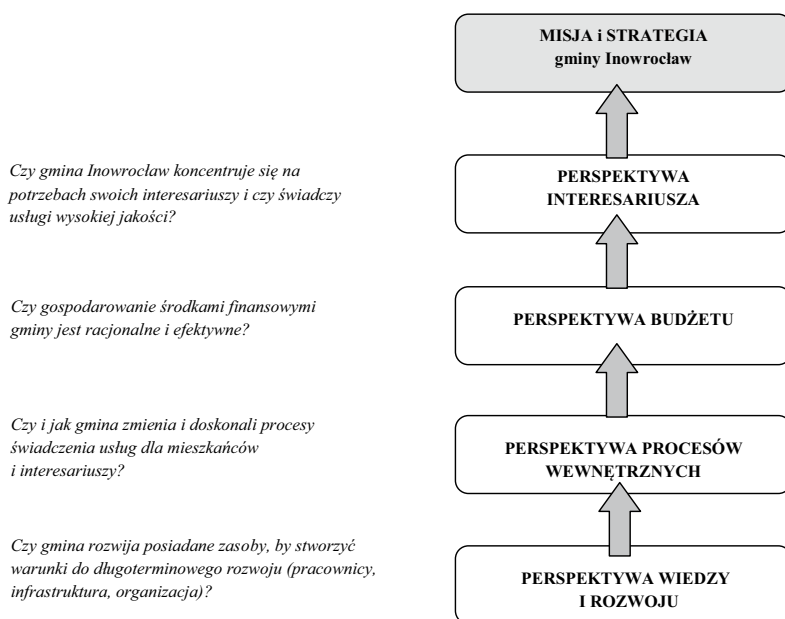 MISJA i STRATEGIA
gminy Inowrocław
Czy gmina Inowrocław koncentruje się na
potrzebach swoich interesariuszy i czy świadczy
usługi wysokiej jakości?
PERSPEKTYWA
INTERESARIUSZA
Czy gospodarowanie środkami finansowymi
gminy jest racjonalne i efektywne?
PERSPEKTYWA BUDŻETU
Czy i jak gmina zmienia i doskonali procesy
świadczenia usług dla mieszkańców
i interesariuszy?
PERSPEKTYWA PROCESÓW
WEWNĘTRZNYCH
Czy gmina rozwija posiadane zasoby, by stworzyć
warunki do długoterminowego rozwoju (pracownicy,
infrastruktura, organizacja)?
PERSPEKTYWA WIEDZY
I ROZWOJU